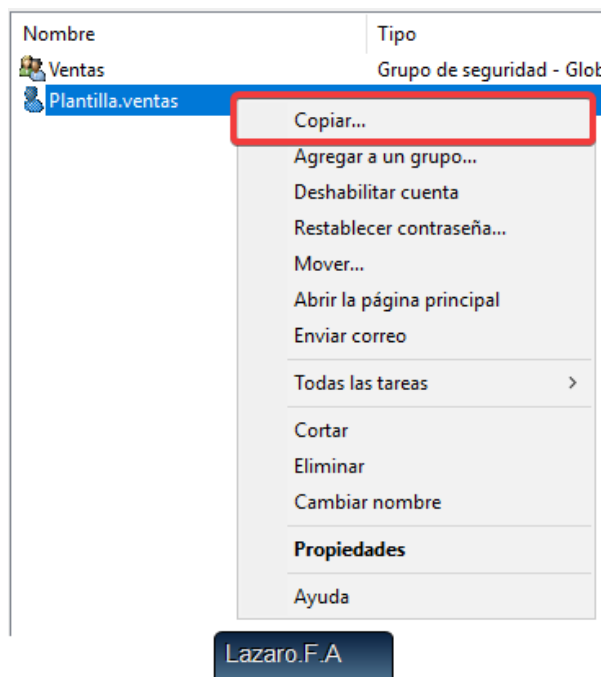 Nombre Tipo
Ventas Grupo de seguridad - Glob
Plantilla.ventas
Copiar...
Agregar a un grupo...
Deshabilitar cuenta
Restablecer contraseña...
Mover...
Abrir la página principal
Enviar correo
Todas las tareas >
Cortar
Eliminar
Cambiar nombre
Propiedades
Ayuda
Lazaro.F.A